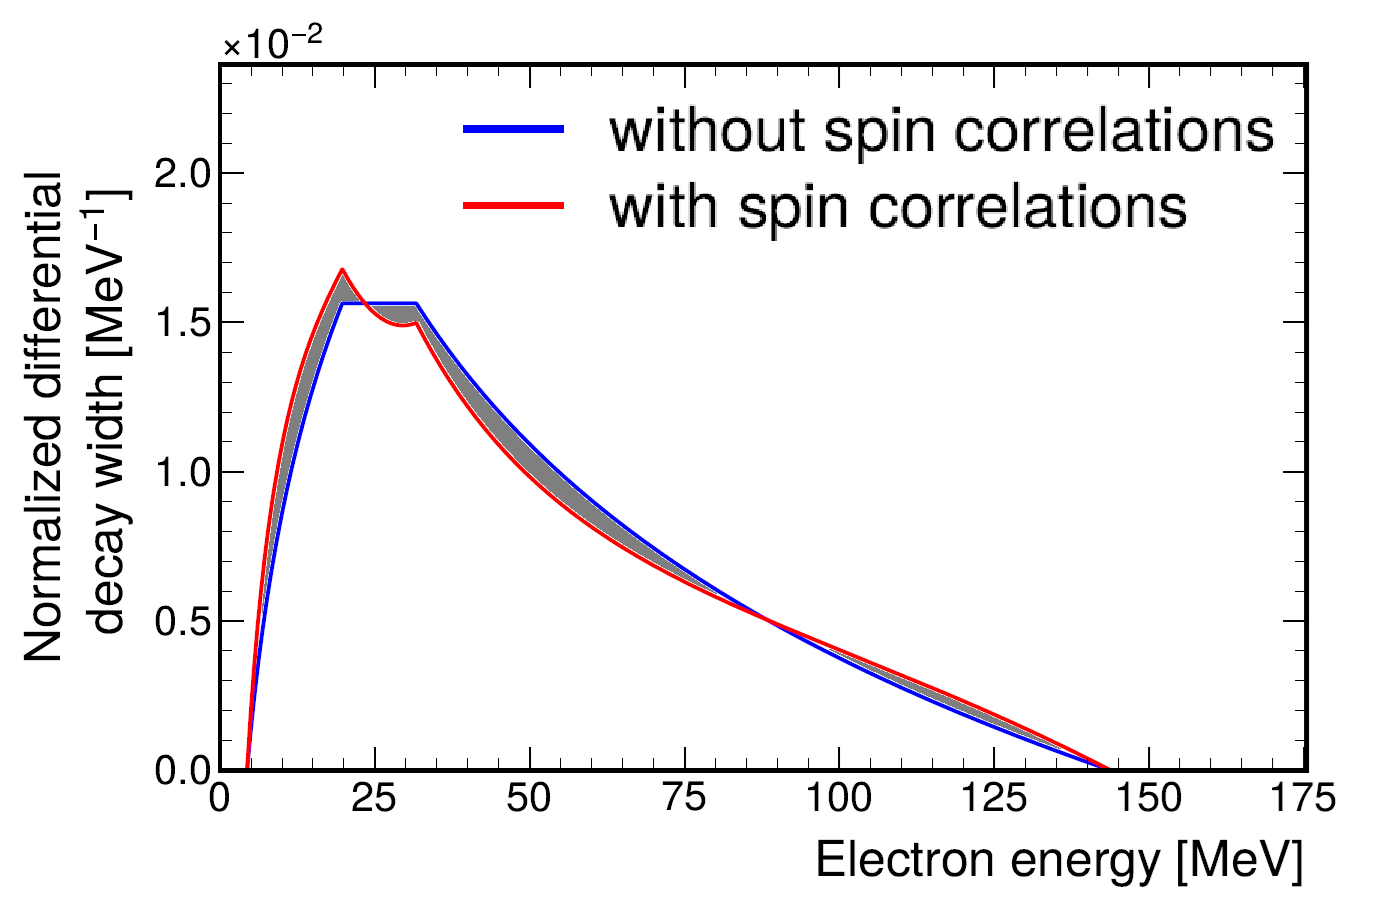 ×10⁻²
without spin correlations
with spin correlations
Normalized differential
decay width [MeV⁻¹]
2.0
1.5
1.0
0.5
0.0
0 25 50 75 100 125 150 175
Electron energy [MeV]